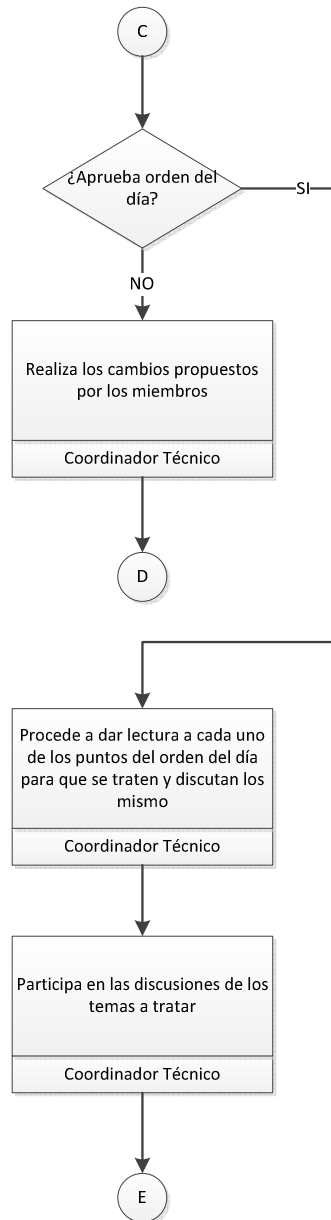 C
¿Aprueba orden del
día?
SI
NO
Realiza los cambios propuestos
por los miembros
Coordinador Técnico
D
Procede a dar lectura a cada uno
de los puntos del orden del día
para que se traten y discutan los
mismo
Coordinador Técnico
Participa en las discusiones de los
temas a tratar
Coordinador Técnico
E